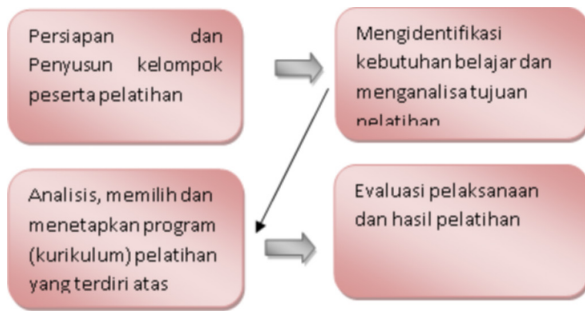 Persiapan dan
Penyusun kelompok
peserta pelatihan
Mengidentifikasi
kebutuhan belajar dan
menganalisa tujuan
pelatihan
Analisis, memilih dan
menetapkan program
(kurikulum) pelatihan
yang terdiri atas
Evaluasi pelaksanaan
dan hasil pelatihan